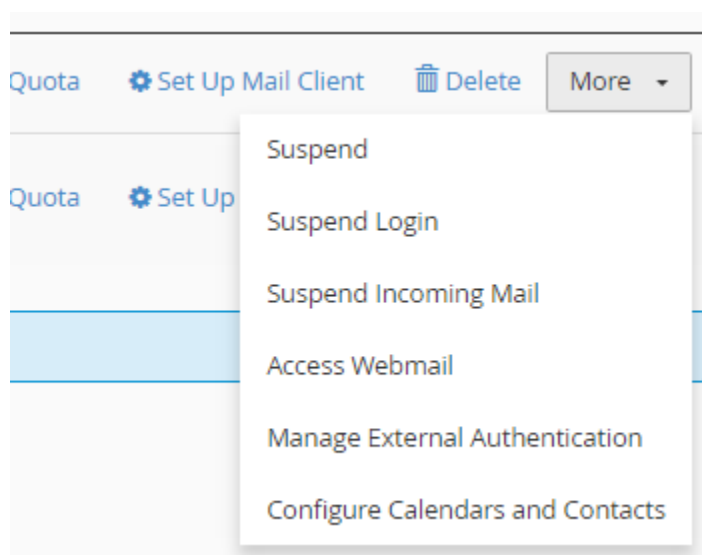 Quota Set Up Mail Client Delete More
Suspend
Quota Set Up
Suspend Login
Suspend Incoming Mail
Access Webmail
Manage External Authentication
Configure Calendars and Contacts